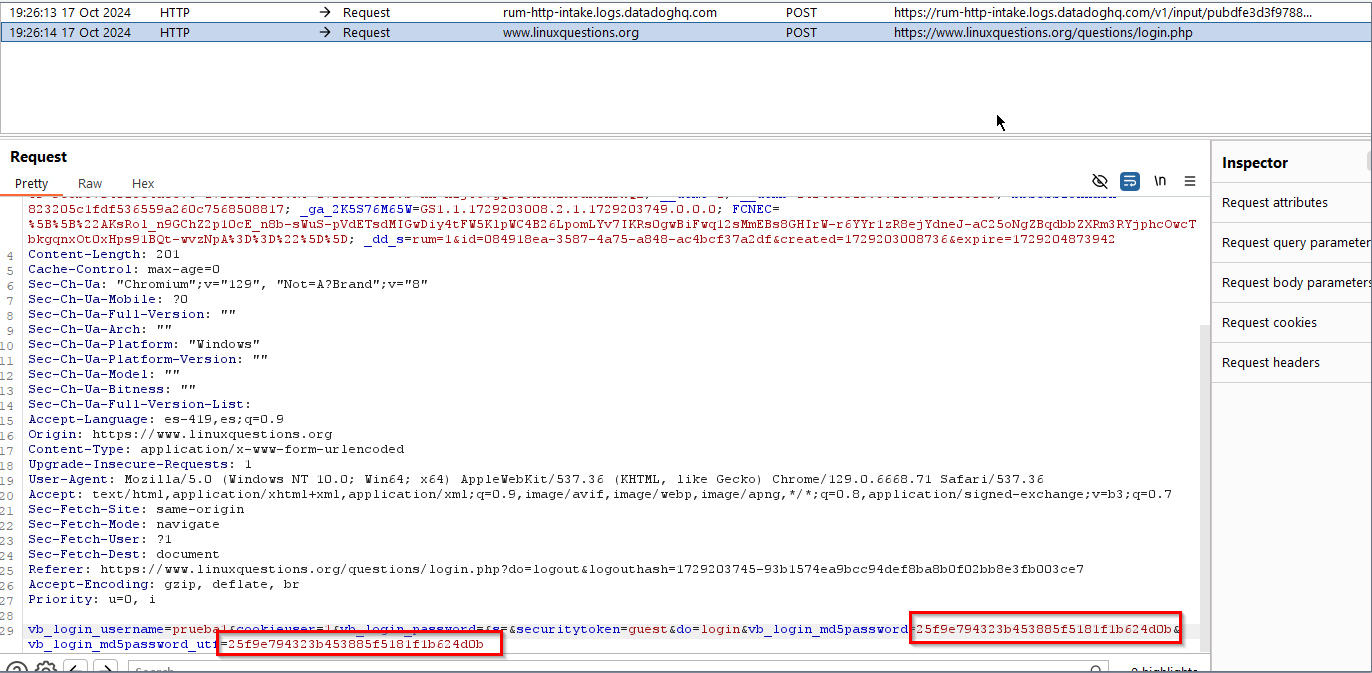 19:26:13 17 Oct 2024 HTTP → Request rum-http-intake.logs.datadoghq.com POST https://rum-http-intake.logs.datadoghq.com/v1/input/pubdfe3d3f9788...
19:26:14 17 Oct 2024 HTTP → Request www.linuxquestions.org POST https://www.linuxquestions.org/questions/login.php
Request
Inspector
Pretty Raw Hex
\n
Request attributes
Request query parameter
Request body parameters
Request cookies
Request headers
823205c1fdf536559a260c7568508817; _ga_2K5S76M65W=GS1.1.1729203008.2.1.1729203749.0.0.0; FCNEC=
%5B%5B%22AKsRol_n9GChZ2p10cE_n8b-sWuS-pVdETsdMIGwDiy4tFW5K1pWC4B26LpomLYv7IKRsOgwBiFwq12sMmEBs8GHIrW-r6YYr1zR8ejYdneJ-aC25oNgZBqdbbZXRm3RYjphcOwcT
bkgqnxOt0xHps91BQt-wvzNpA%3D%3D%22%5D%5D; _dd_s=rum=1&id=084918ea-3587-4a75-a848-ac4bcf37a2df&created=1729203008736&expire=1729204873942
4 Content-Length: 201
5 Cache-Control: max-age=0
6 Sec-Ch-Ua: "Chromium";v="129", "Not=A?Brand";v="8"
7 Sec-Ch-Ua-Mobile: ?0
8 Sec-Ch-Ua-Full-Version: ""
9 Sec-Ch-Ua-Arch: ""
10 Sec-Ch-Ua-Platform: "Windows"
11 Sec-Ch-Ua-Platform-Version: ""
12 Sec-Ch-Ua-Model: ""
13 Sec-Ch-Ua-Bitness: ""
14 Sec-Ch-Ua-Full-Version-List:
15 Accept-Language: es-419,es;q=0.9
16 Origin: https://www.linuxquestions.org
17 Content-Type: application/x-www-form-urlencoded
18 Upgrade-Insecure-Requests: 1
19 User-Agent: Mozilla/5.0 (Windows NT 10.0; Win64; x64) AppleWebKit/537.36 (KHTML, like Gecko) Chrome/129.0.6668.71 Safari/537.36
20 Accept: text/html,application/xhtml+xml,application/xml;q=0.9,image/avif,image/webp,image/apng,*/*;q=0.8,application/signed-exchange;v=b3;q=0.7
21 Sec-Fetch-Site: same-origin
22 Sec-Fetch-Mode: navigate
23 Sec-Fetch-User: ?1
24 Sec-Fetch-Dest: document
25 Referer: https://www.linuxquestions.org/questions/login.php?do=logout&logouthash=1729203745-93b1574ea9bcc94def8ba8b0f02bb8e3fb003ce7
26 Accept-Encoding: gzip, deflate, br
27 Priority: u=0, i
28
29 vb_login_username=prueba1&cookieuser=1&vb_login_password=&s=&securitytoken=guest&do=login&vb_login_md5password=25f9e794323b453885f5181f1b624d0b&
vb_login_md5password_utf=25f9e794323b453885f5181f1b624d0b
Search
0 highlights